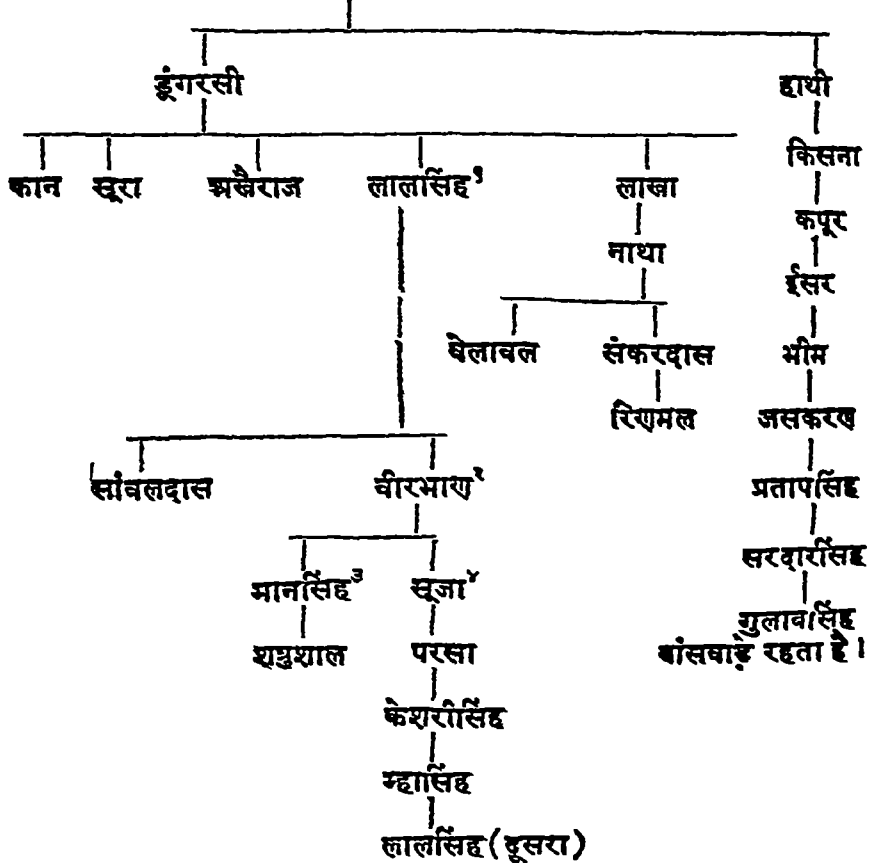 डूंगरसी हाथी
किसना
कान सूरा अखैराज लालसिंह¹ लाखा
कपूर
नाथा
ईसर
बेलावल संकरदास भीम
रिणमल जसकरण
सांवलदास वीरभाण² प्रतापसिंह
सरदारसिंह
मानसिंह³ सूजा⁴
गुलाबसिंह
शत्रुशाल परसा बांसवाड़े रहता है।
केशरीसिंह
म्हासिंह
लालसिंह (दूसरा)